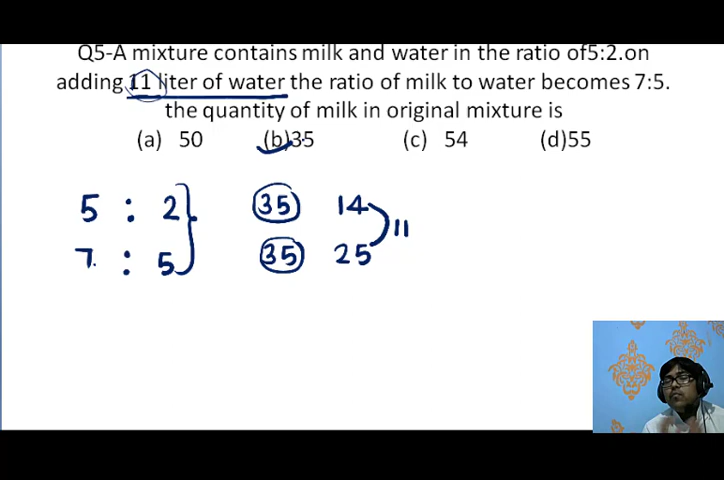 Q5-A mixture contains milk and water in the ratio of5:2.on
adding 11 liter of water the ratio of milk to water becomes 7:5.
the quantity of milk in original mixture is
(a) 50 (b)35 (c) 54 (d)55
5 : 2 35 14
11
7 : 5 35 25